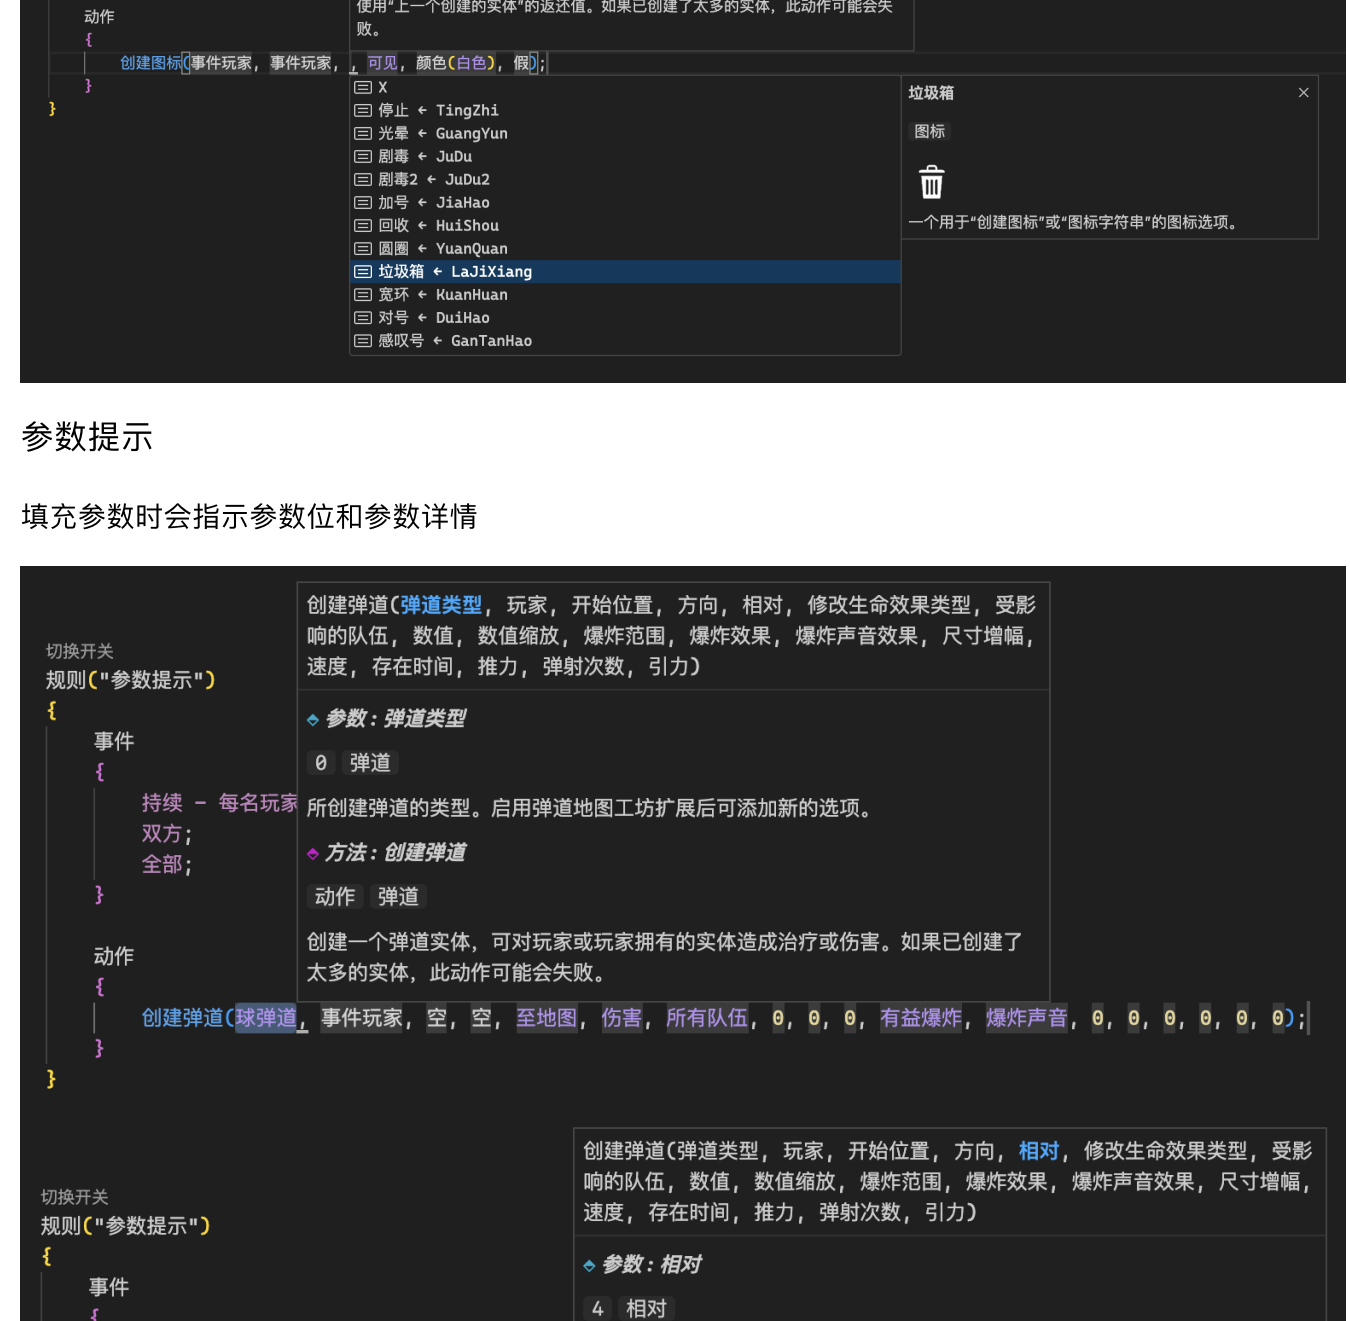 使用“上一个创建的实体”的返还值。如果已创建了太多的实体，此动作可能会失
败。
动作
{
创建图标(事件玩家, 事件玩家, , 可见, 颜色(白色), 假);
}
}
X
停止 ← TingZhi
光晕 ← GuangYun
剧毒 ← JuDu
剧毒2 ← JuDu2
加号 ← JiaHao
回收 ← HuiShou
圆圈 ← YuanQuan
垃圾箱 ← LaJiXiang
宽环 ← KuanHuan
对号 ← DuiHao
感叹号 ← GanTanHao
垃圾箱
图标
一个用于“创建图标”或“图标字符串”的图标选项。
参数提示
填充参数时会指示参数位和参数详情
创建弹道(弹道类型, 玩家, 开始位置, 方向, 相对, 修改生命效果类型, 受影
响的队伍, 数值, 数值缩放, 爆炸范围, 爆炸效果, 爆炸声音效果, 尺寸增幅,
速度, 存在时间, 推力, 弹射次数, 引力)
参数：弹道类型
0 弹道
所创建弹道的类型。启用弹道地图工坊扩展后可添加新的选项。
方法：创建弹道
动作 弹道
创建一个弹道实体，可对玩家或玩家拥有的实体造成治疗或伤害。如果已创建了
太多的实体，此动作可能会失败。
切换开关
规则("参数提示")
{
事件
{
持续 - 每名玩家
双方;
全部;
}
动作
{
创建弹道(球弹道, 事件玩家, 空, 空, 至地图, 伤害, 所有队伍, 0, 0, 0, 有益爆炸, 爆炸声音, 0, 0, 0, 0, 0, 0);
}
}
创建弹道(弹道类型, 玩家, 开始位置, 方向, 相对, 修改生命效果类型, 受影
响的队伍, 数值, 数值缩放, 爆炸范围, 爆炸效果, 爆炸声音效果, 尺寸增幅,
速度, 存在时间, 推力, 弹射次数, 引力)
参数：相对
4 相对
切换开关
规则("参数提示")
{
事件
{